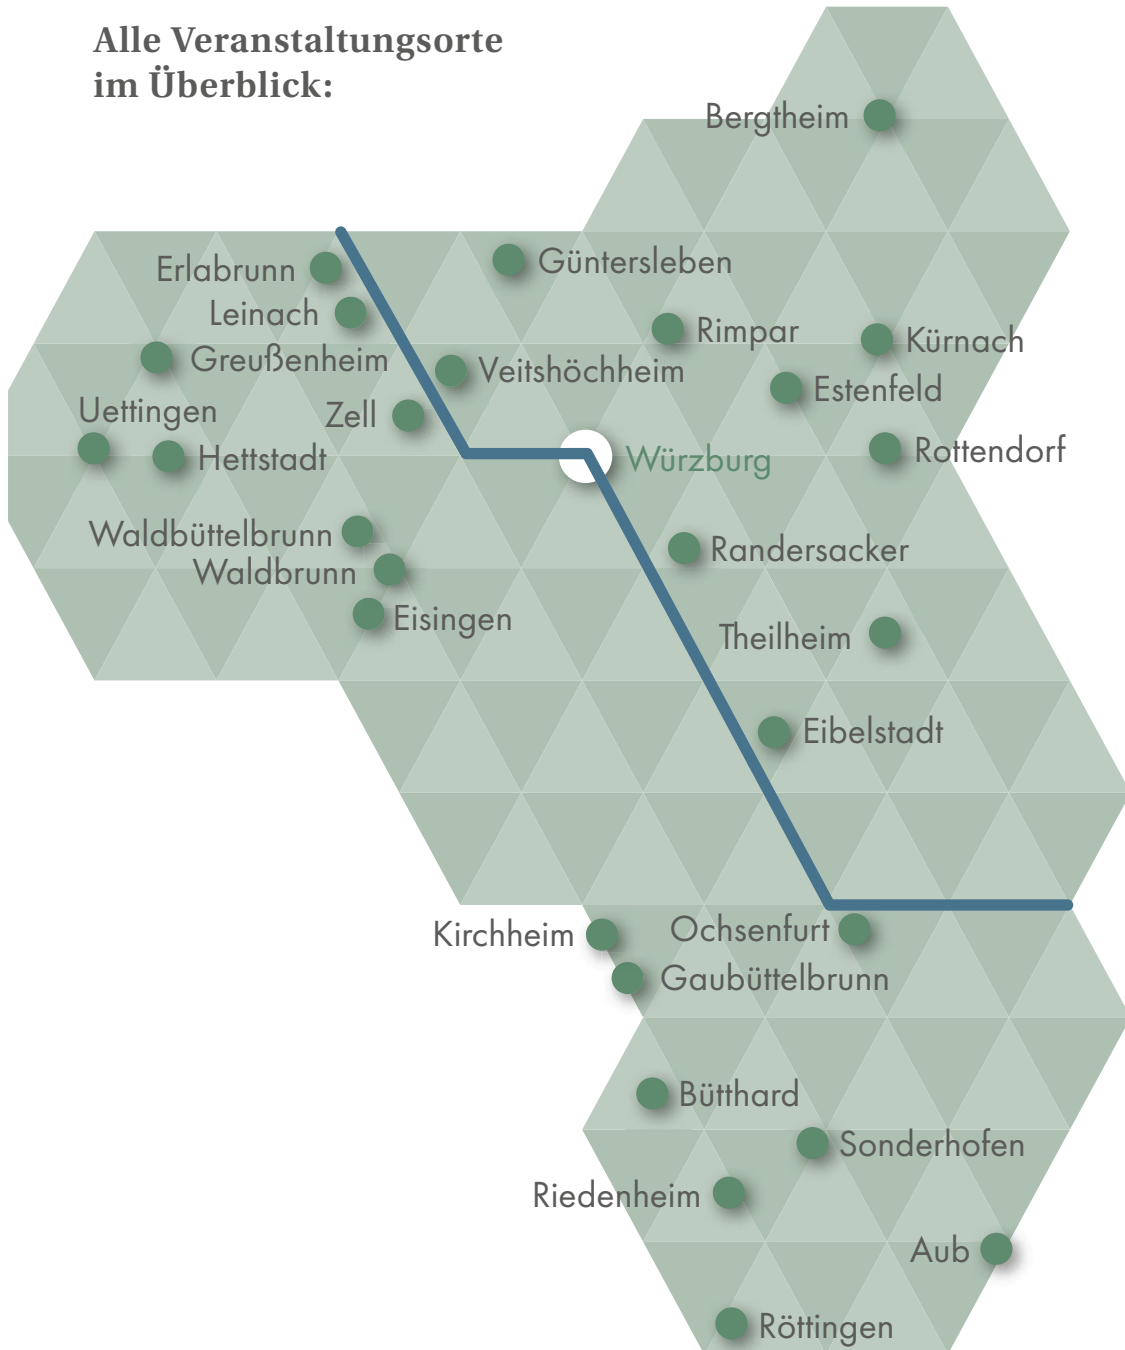 Alle Veranstaltungsorte
im Überblick:
Bergtheim
Erlabrunn
Güntersleben
Leinach
Rimpar
Kürnach
Greußenheim
Veitshöchheim
Estenfeld
Uettingen
Zell
Hettstadt
Würzburg
Rottendorf
Waldbüttelbrunn
Randersacker
Waldbrunn
Eisingen
Theilheim
Eibelstadt
Kirchheim
Ochsenfurt
Gaubüttelbrunn
Bütthard
Sonderhofen
Riedenheim
Aub
Röttingen